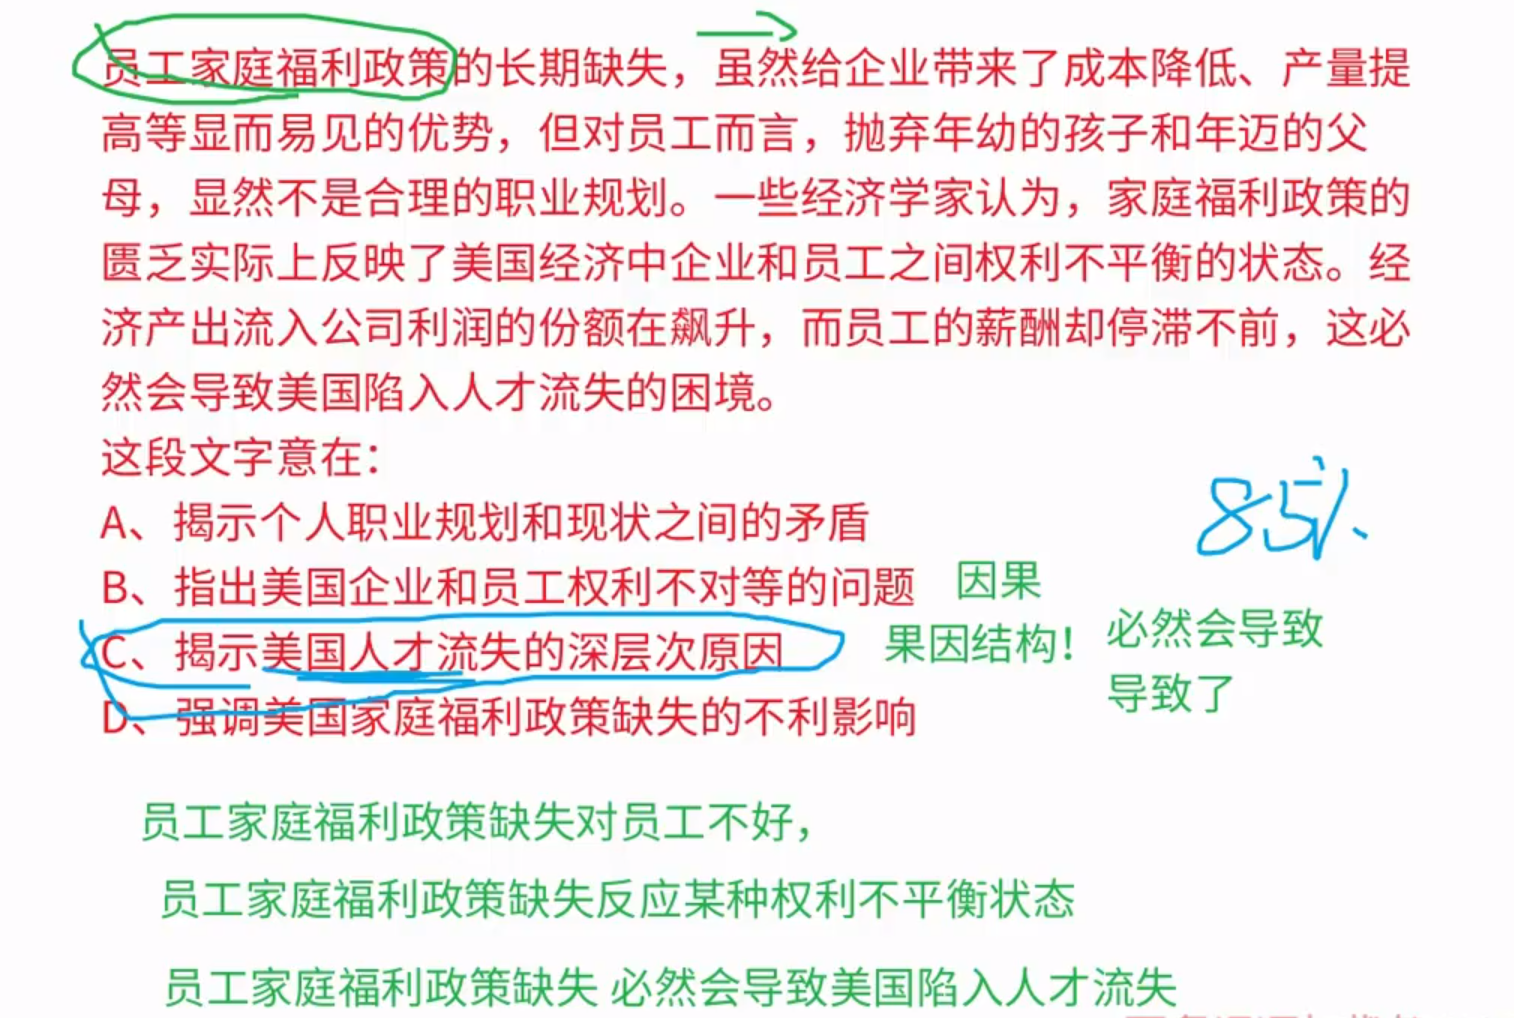 员工家庭福利政策的长期缺失，虽然给企业带来了成本降低、产量提
高等显而易见的优势，但对员工而言，抛弃年幼的孩子和年迈的父
母，显然不是合理的职业规划。一些经济学家认为，家庭福利政策的
匮乏实际上反映了美国经济中企业和员工之间权利不平衡的状态。经
济产出流入公司利润的份额在飙升，而员工的薪酬却停滞不前，这必
然会导致美国陷入人才流失的困境。
这段文字意在：
A、揭示个人职业规划和现状之间的矛盾
B、指出美国企业和员工权利不对等的问题
因果
C、揭示美国人才流失的深层次原因
果因结构！
D、强调美国家庭福利政策缺失的不利影响
85%
必然会导致
导致了
员工家庭福利政策缺失对员工不好，
员工家庭福利政策缺失反应某种权利不平衡状态
员工家庭福利政策缺失 必然会导致美国陷入人才流失